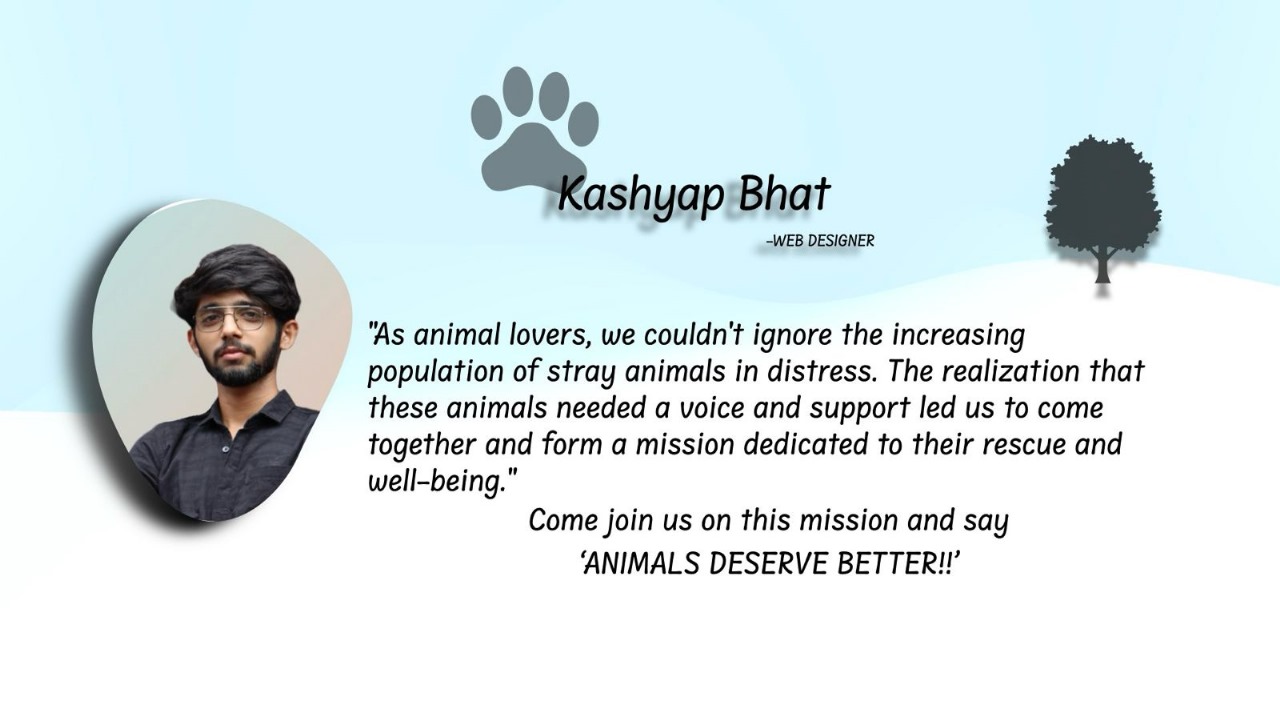 Kashyap Bhat
-WEB DESIGNER
"As animal lovers, we couldn't ignore the increasing
population of stray animals in distress. The realization that
these animals needed a voice and support led us to come
together and form a mission dedicated to their rescue and
well-being."
Come join us on this mission and say
‘ANIMALS DESERVE BETTER!!’